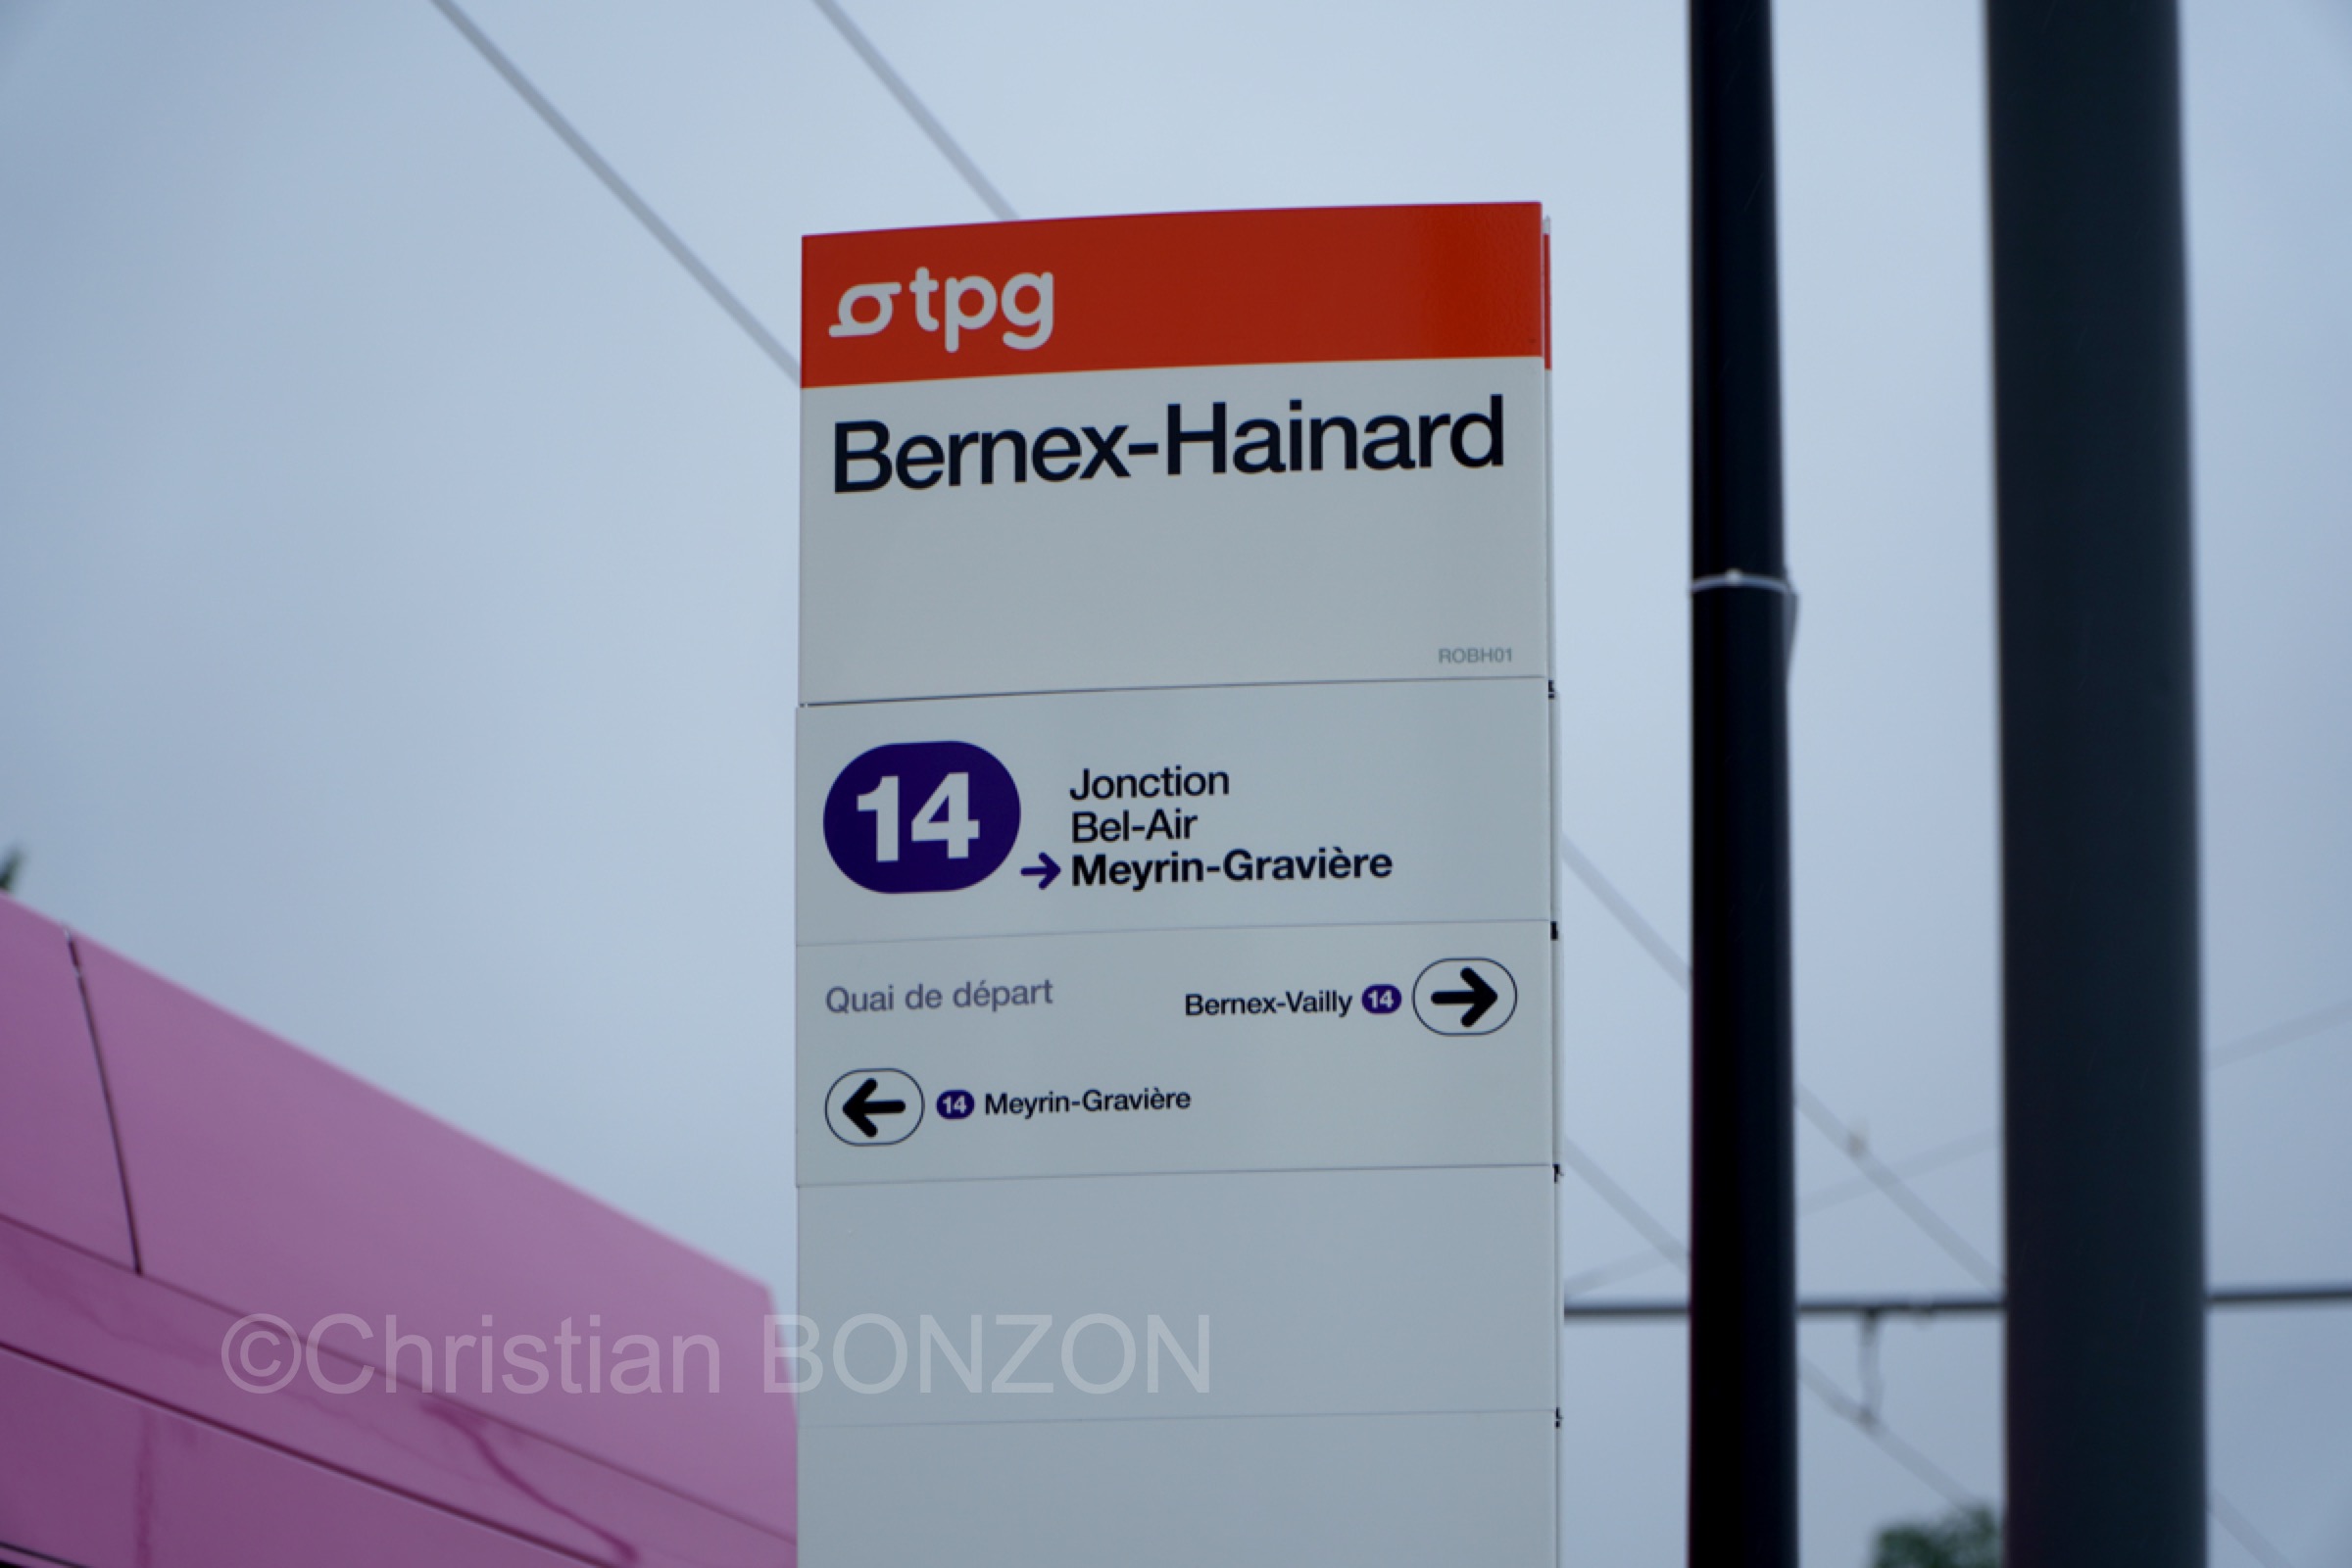 tpg
Bernex-Hainard
ROBH01
14
Jonction
Bel-Air
→ Meyrin-Gravière
Quai de départ
Bernex-Vailly 14 →
← 14 Meyrin-Gravière
©Christian BONZON